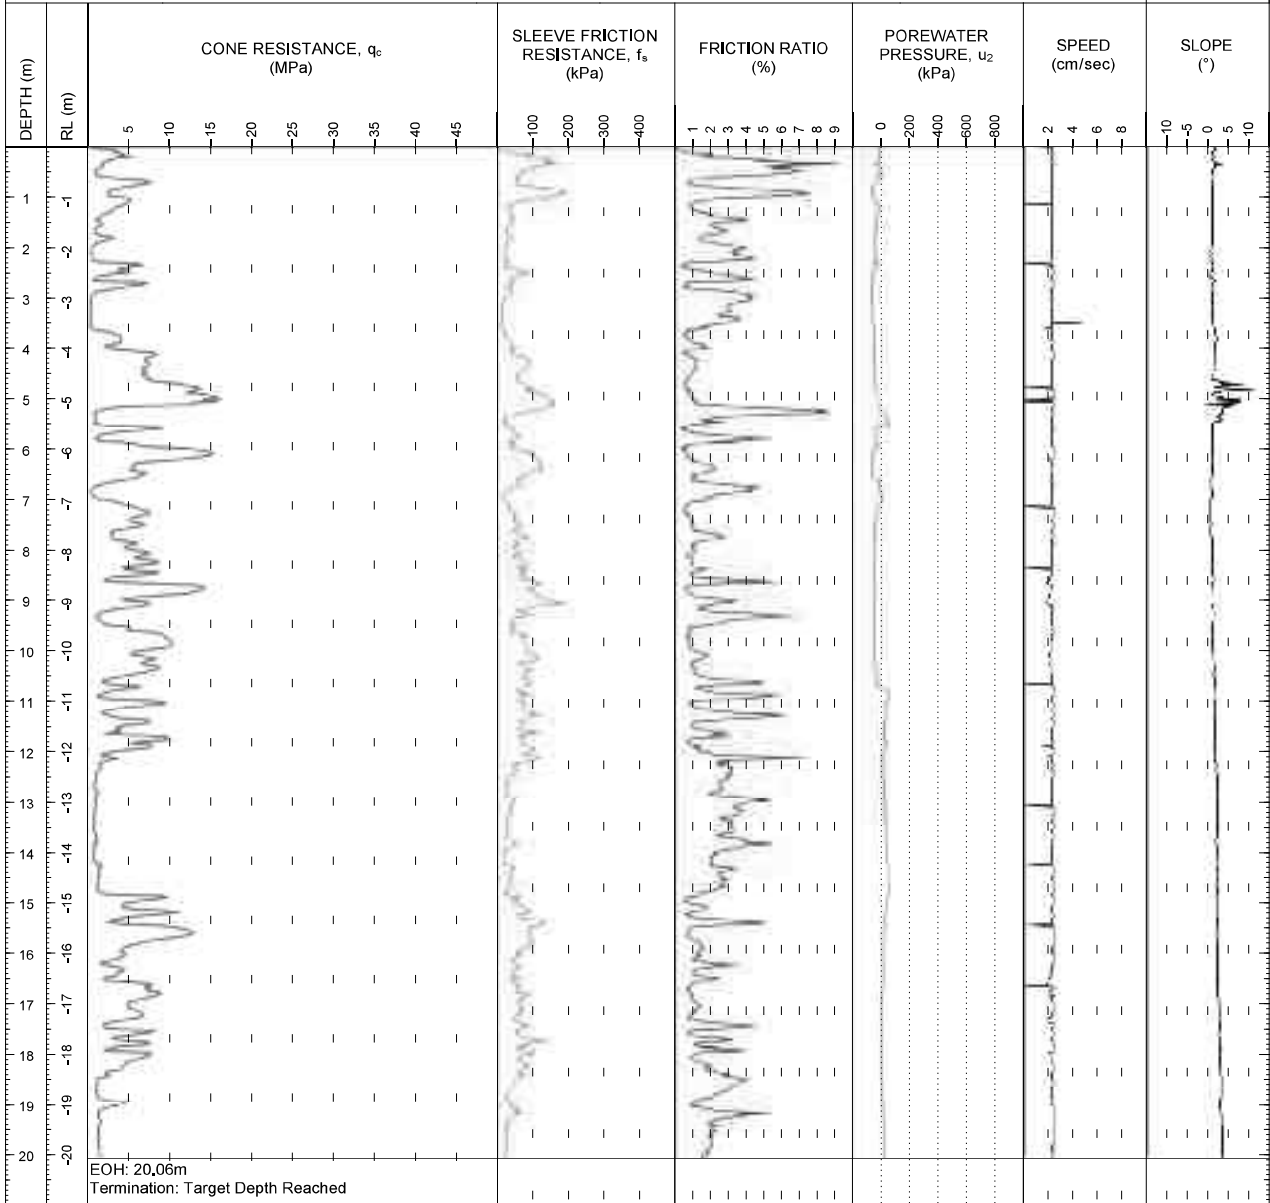 DEPTH (m)
RL (m)
CONE RESISTANCE, qc
(MPa)
5 10 15 20 25 30 35 40 45
SLEEVE FRICTION
RESISTANCE, fs
(kPa)
100 200 300 400
FRICTION RATIO
(%)
1 2 3 4 5 6 7 8 9
POREWATER
PRESSURE, u2
(kPa)
0 200 400 600 800
SPEED
(cm/sec)
2 4 6 8
SLOPE
(°)
-10 -5 0 5 10
1 -1
2 -2
3 -3
4 -4
5 -5
6 -6
7 -7
8 -8
9 -9
10 -10
11 -11
12 -12
13 -13
14 -14
15 -15
16 -16
17 -17
18 -18
19 -19
20 -20
EOH: 20.06m
Termination: Target Depth Reached